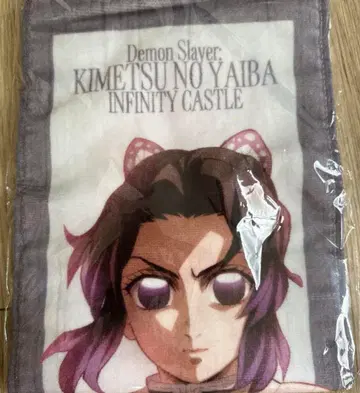 Demon Slayer:
KIMETSU NO YAIBA
INFINITY CASTLE